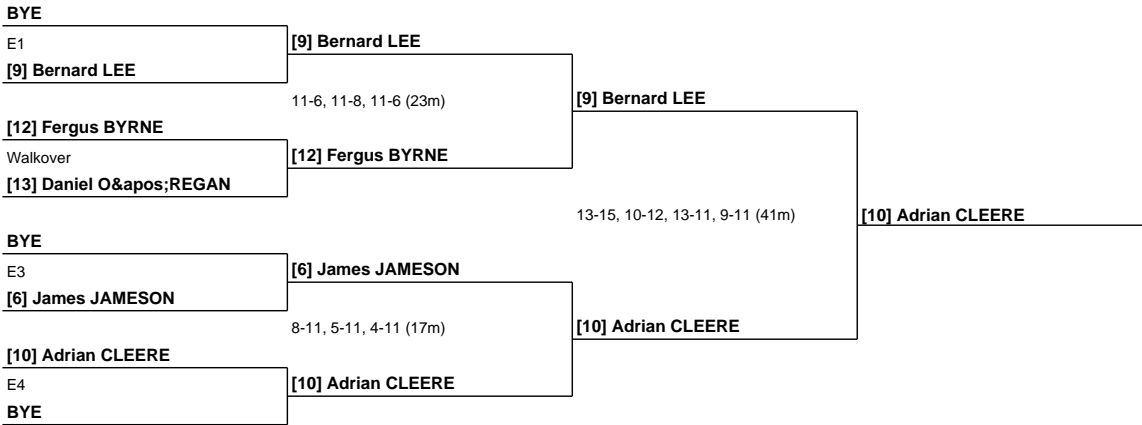 BYE
E1
[9] Bernard LEE
[9] Bernard LEE
11-6, 11-8, 11-6 (23m)
[9] Bernard LEE
[12] Fergus BYRNE
Walkover
[12] Fergus BYRNE
[13] Daniel O&apos;REGAN
13-15, 10-12, 13-11, 9-11 (41m)
[10] Adrian CLEERE
BYE
E3
[6] James JAMESON
[6] James JAMESON
8-11, 5-11, 4-11 (17m)
[10] Adrian CLEERE
[10] Adrian CLEERE
E4
[10] Adrian CLEERE
BYE